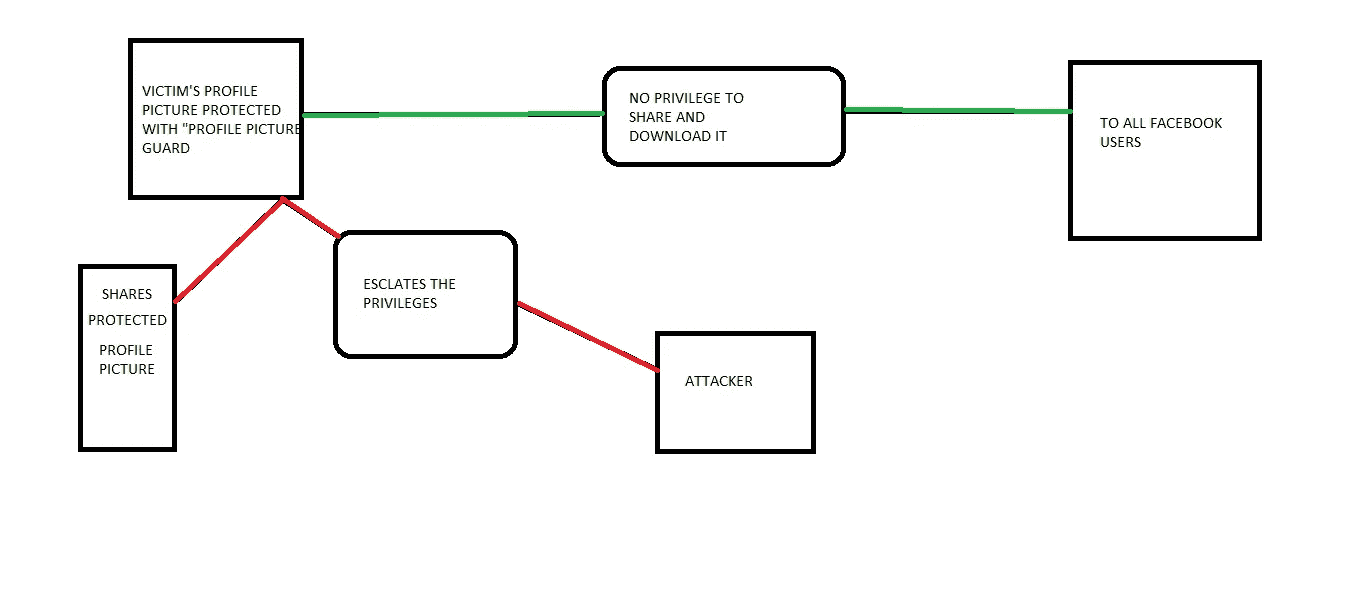 VICTIM'S PROFILE
PICTURE PROTECTED
WITH "PROFILE PICTURE
GUARD
NO PRIVILEGE TO
SHARE AND
DOWNLOAD IT
TO ALL FACEBOOK
USERS
SHARES
PROTECTED
PROFILE
PICTURE
ESCLATES THE
PRIVILEGES
ATTACKER